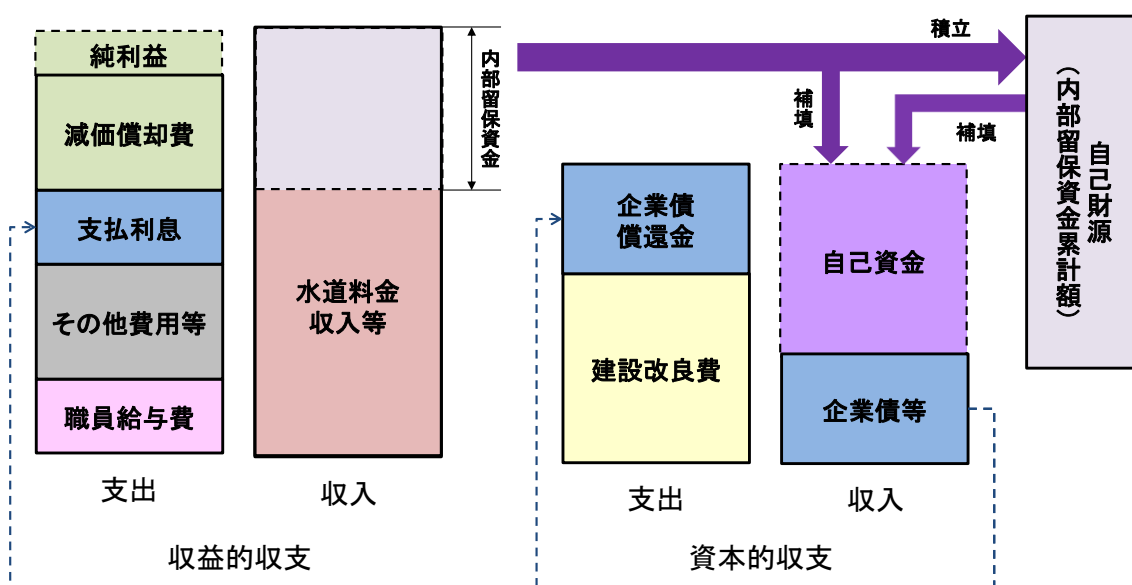 純利益
減価償却費
支払利息
その他費用等
職員給与費
支出
内部留保資金
水道料金
収入等
収入
収益的収支
積立
補填
補填
企業債
償還金
建設改良費
支出
自己資金
企業債等
収入
資本的収支
自己財源
（内部留保資金累計額）